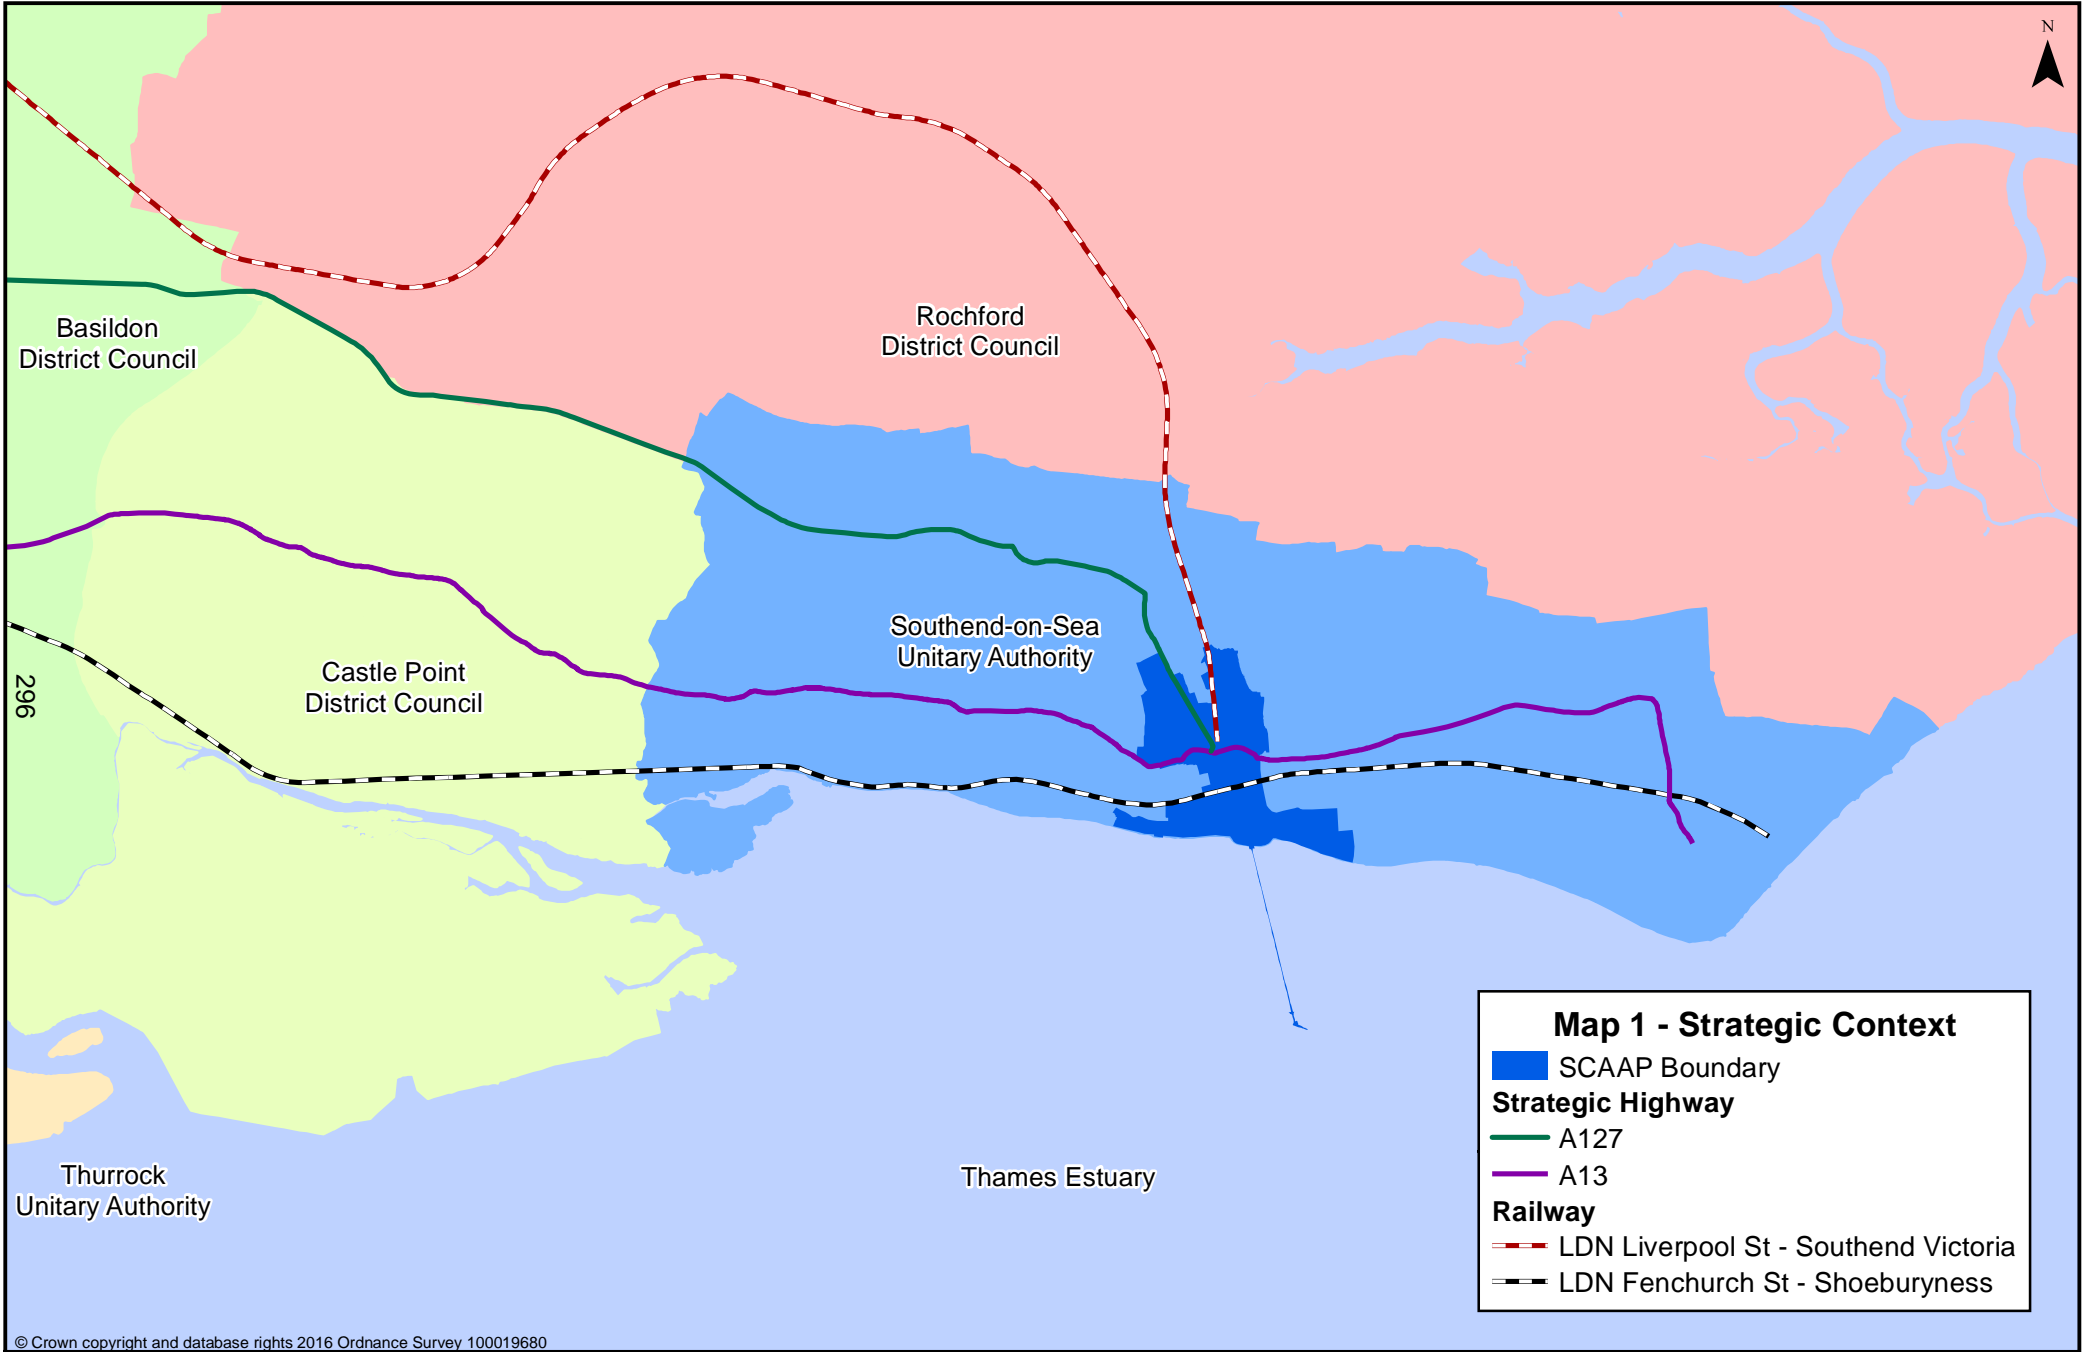 N
Basildon
District Council
Rochford
District Council
Southend-on-Sea
Unitary Authority
Castle Point
District Council
296
Thurrock
Unitary Authority
Thames Estuary
Map 1 - Strategic Context
SCAAP Boundary
Strategic Highway
A127
A13
Railway
LDN Liverpool St - Southend Victoria
LDN Fenchurch St - Shoeburyness
© Crown copyright and database rights 2016 Ordnance Survey 100019680